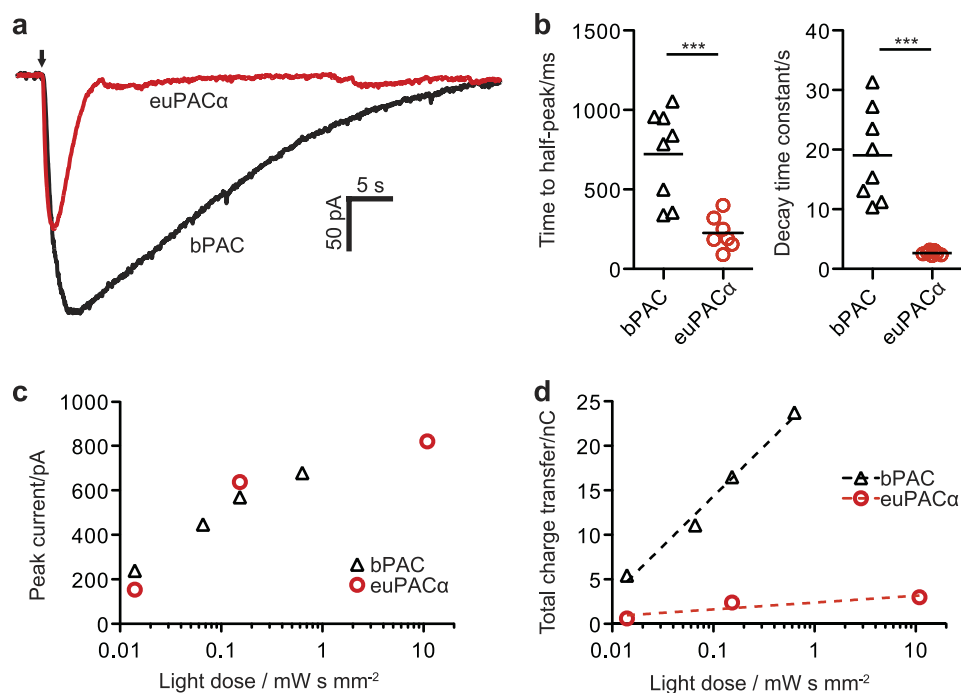 a
euPACα
bPAC
5 s
50 pA
b
Time to half-peak/ms
1500
1000
500
0
***
bPAC
euPACα
Decay time constant/s
40
30
20
10
0
***
bPAC
euPACα
c
Peak current/pA
1000
800
600
400
200
0
bPAC
euPACα
0.01
0.1
1
10
Light dose / mW s mm⁻²
d
Total charge transfer/nC
25
20
15
10
5
0
bPAC
euPACα
0.01
0.1
1
10
Light dose / mW s mm⁻²